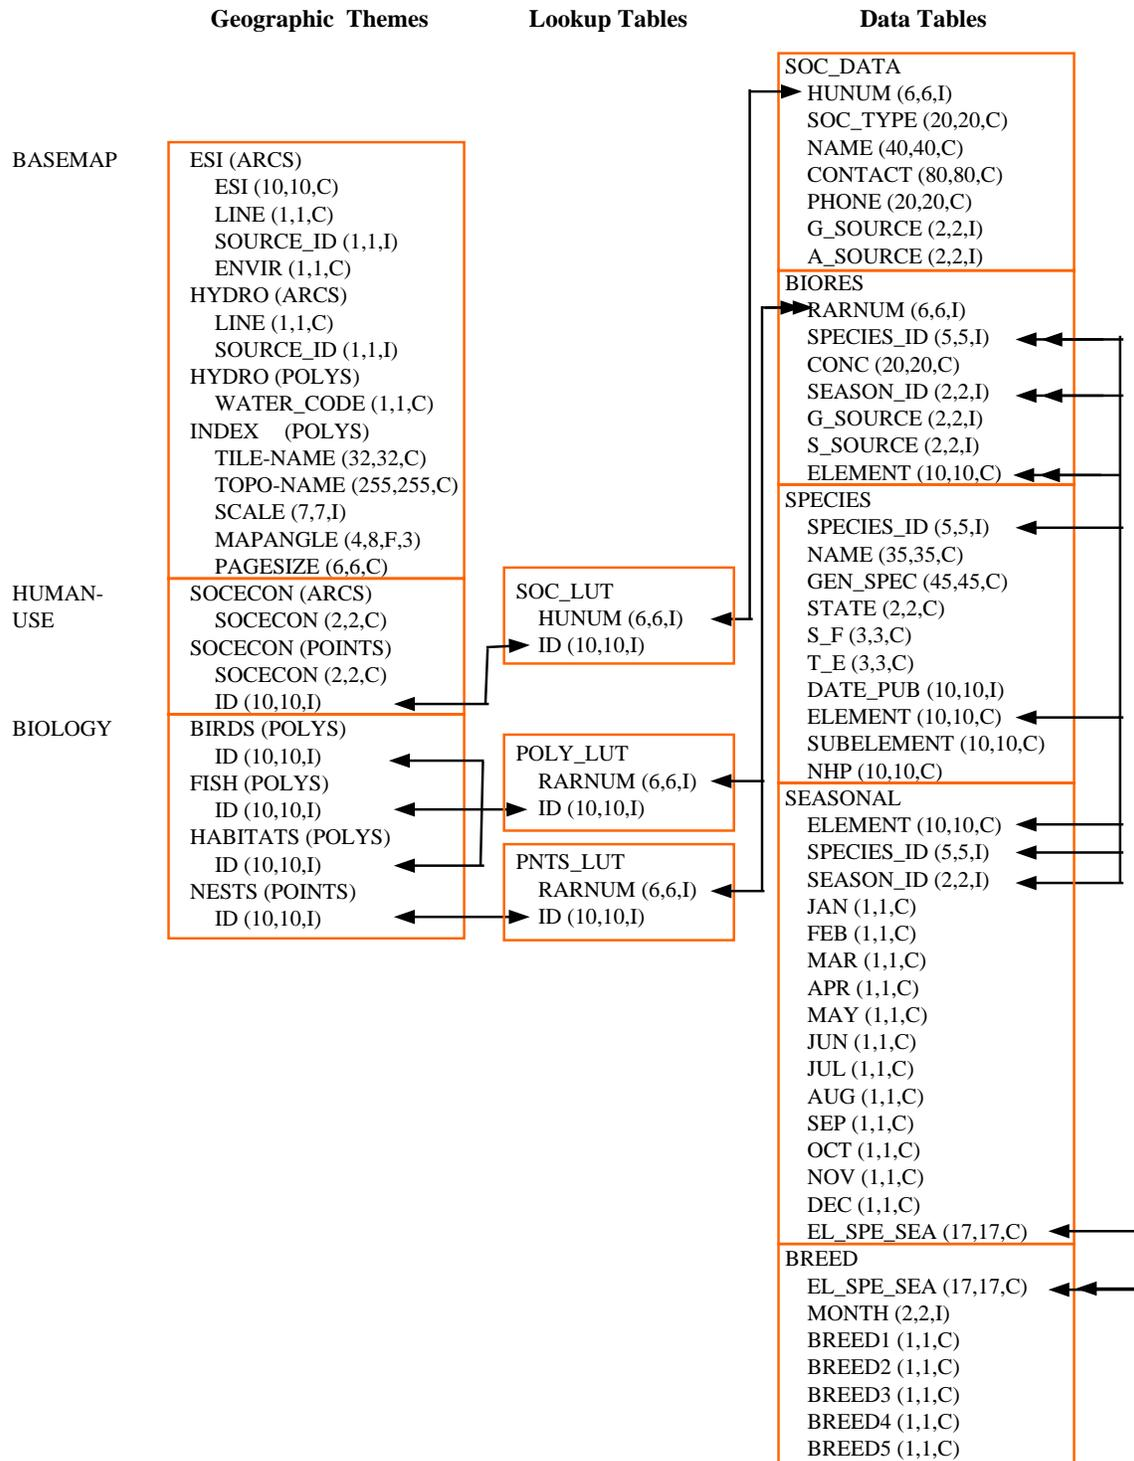 Geographic Themes
Lookup Tables
Data Tables
BASEMAP
ESI (ARCS)
ESI (10,10,C)
LINE (1,1,C)
SOURCE_ID (1,1,I)
ENVIR (1,1,C)
HYDRO (ARCS)
LINE (1,1,C)
SOURCE_ID (1,1,I)
HYDRO (POLYS)
WATER_CODE (1,1,C)
INDEX (POLYS)
TILE-NAME (32,32,C)
TOPO-NAME (255,255,C)
SCALE (7,7,I)
MAPANGLE (4,8,F,3)
PAGESIZE (6,6,C)
HUMAN-
USE
SOCECON (ARCS)
SOCECON (2,2,C)
SOCECON (POINTS)
SOCECON (2,2,C)
ID (10,10,I)
BIOLOGY
BIRDS (POLYS)
ID (10,10,I)
FISH (POLYS)
ID (10,10,I)
HABITATS (POLYS)
ID (10,10,I)
NESTS (POINTS)
ID (10,10,I)
SOC_LUT
HUNUM (6,6,I)
ID (10,10,I)
POLY_LUT
RARNUM (6,6,I)
ID (10,10,I)
PNTS_LUT
RARNUM (6,6,I)
ID (10,10,I)
SOC_DATA
HUNUM (6,6,I)
SOC_TYPE (20,20,C)
NAME (40,40,C)
CONTACT (80,80,C)
PHONE (20,20,C)
G_SOURCE (2,2,I)
A_SOURCE (2,2,I)
BIORES
RARNUM (6,6,I)
SPECIES_ID (5,5,I)
CONC (20,20,C)
SEASON_ID (2,2,I)
G_SOURCE (2,2,I)
S_SOURCE (2,2,I)
ELEMENT (10,10,C)
SPECIES
SPECIES_ID (5,5,I)
NAME (35,35,C)
GEN_SPEC (45,45,C)
STATE (2,2,C)
S_F (3,3,C)
T_E (3,3,C)
DATE_PUB (10,10,I)
ELEMENT (10,10,C)
SUBELEMENT (10,10,C)
NHP (10,10,C)
SEASONAL
ELEMENT (10,10,C)
SPECIES_ID (5,5,I)
SEASON_ID (2,2,I)
JAN (1,1,C)
FEB (1,1,C)
MAR (1,1,C)
APR (1,1,C)
MAY (1,1,C)
JUN (1,1,C)
JUL (1,1,C)
AUG (1,1,C)
SEP (1,1,C)
OCT (1,1,C)
NOV (1,1,C)
DEC (1,1,C)
EL_SPE_SEA (17,17,C)
BREED
EL_SPE_SEA (17,17,C)
MONTH (2,2,I)
BREED1 (1,1,C)
BREED2 (1,1,C)
BREED3 (1,1,C)
BREED4 (1,1,C)
BREED5 (1,1,C)